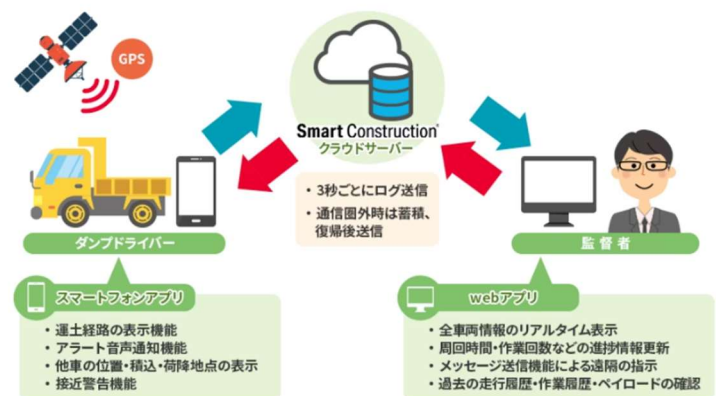 GPS
Smart Construction®
クラウドサーバー
・3秒ごとにログ送信
・通信圏外時は蓄積、
復帰後送信
ダンプドライバー
監督者
スマートフォンアプリ
・運土経路の表示機能
・アラート音声通知機能
・他車の位置・積込・荷降地点の表示
・接近警告機能
webアプリ
・全車両情報のリアルタイム表示
・周回時間・作業回数などの進捗情報更新
・メッセージ送信機能による遠隔の指示
・過去の走行履歴・作業履歴・ペイロードの確認